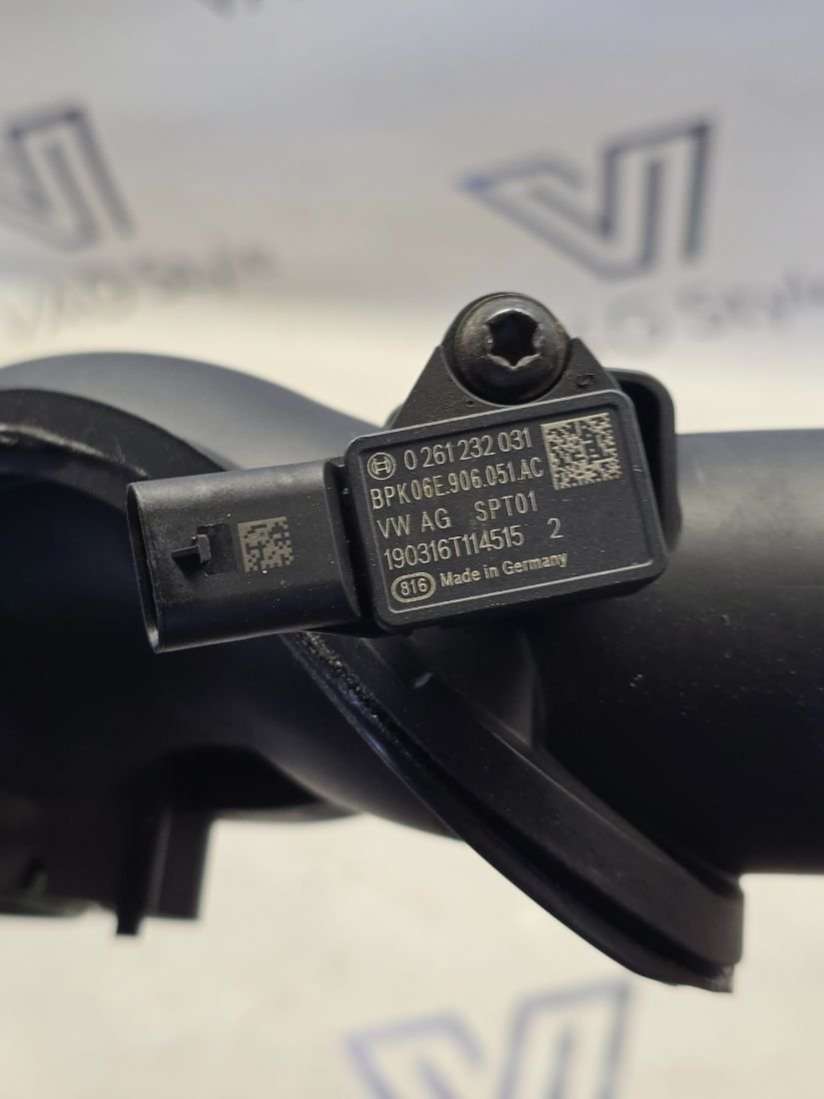 0 261 232 031
BPK 06E.906.051.AC
VW AG SPT01
190316T114515 2
816 Made in Germany